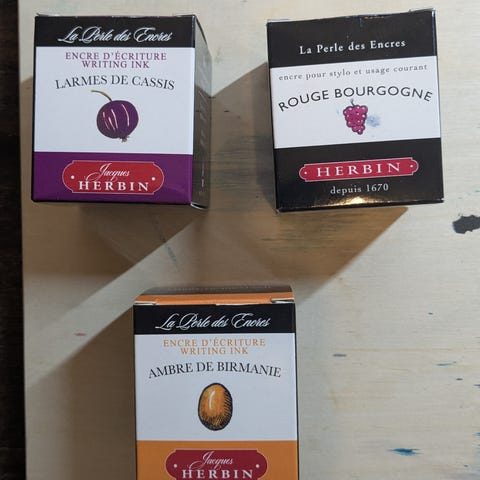 La Perle des Encres
ENCRE D'ÉCRITURE
WRITING INK
LARMES DE CASSIS
Jacques
HERBIN
La Perle des Encres
encre pour stylo et usage courant
ROUGE BOURGOGNE
HERBIN
depuis 1670
La Perle des Encres
ENCRE D'ÉCRITURE
WRITING INK
AMBRE DE BIRMANIE
Jacques
HERBIN